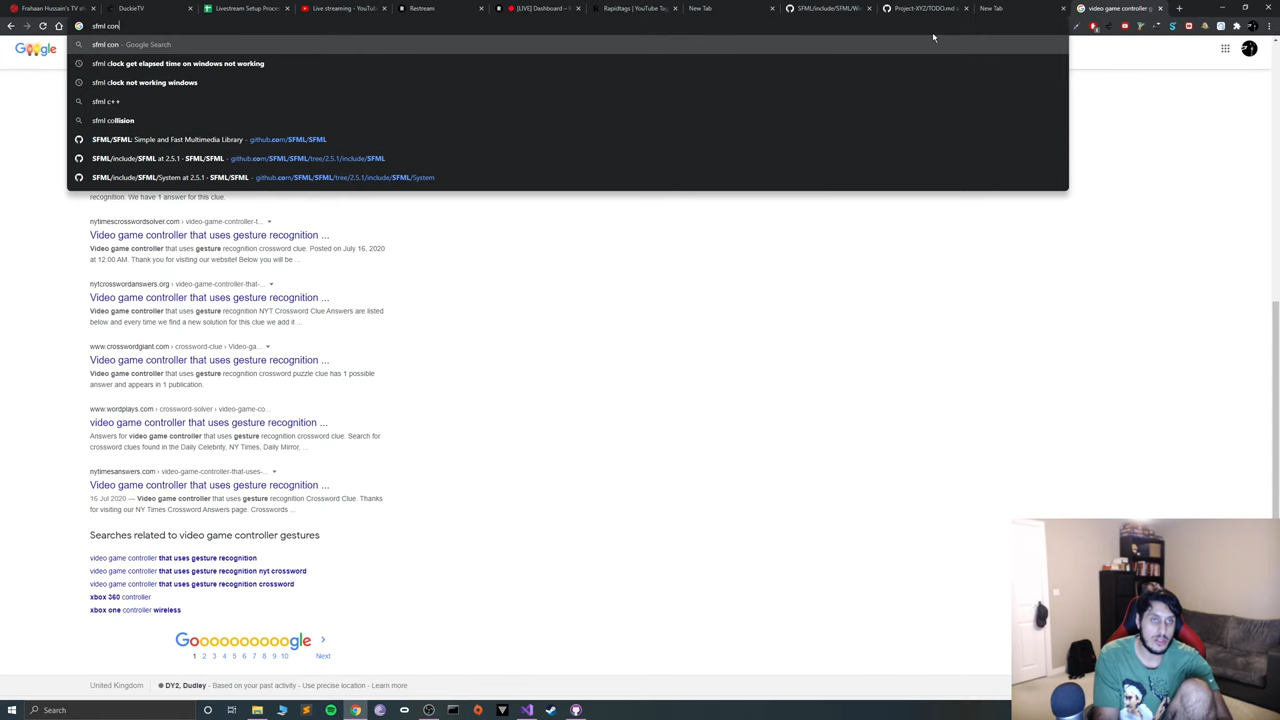 Frahaan Hussain's TV sh
DuckieTV
Livestream Setup Proce
Live streaming - YouTub
Restream
[LIVE] Dashboard –
Rapidtags | YouTube Tag
New Tab
SFML/include/SFML/Wi
Project-XYZ/TODO.md a
New Tab
video game controller g
sfml con
sfml con - Google Search
sfml clock get elapsed time on windows not working
sfml clock not working windows
sfml c++
sfml collision
SFML/SFML: Simple and Fast Multimedia Library - github.com/SFML/SFML
SFML/include/SFML at 2.5.1 · SFML/SFML - github.com/SFML/SFML/tree/2.5.1/include/SFML
SFML/include/SFML/System at 2.5.1 · SFML/SFML - github.com/SFML/SFML/tree/2.5.1/include/SFML/System
recognition. We have 1 answer for this clue.
nytimescrosswordsolver.com › video-game-controller-t...
Video game controller that uses gesture recognition ...
Video game controller that uses gesture recognition crossword clue. Posted on July 16, 2020
at 12:00 AM. Thank you for visiting our website! Below you will be ...
nytcrosswordanswers.org › video-game-controller-that-...
Video game controller that uses gesture recognition ...
Video game controller that uses gesture recognition NYT Crossword Clue Answers are listed
below and every time we find a new solution for this clue we add it ...
www.crosswordgiant.com › crossword-clue › Video-ga...
Video game controller that uses gesture recognition ...
Video game controller that uses gesture recognition crossword puzzle clue has 1 possible
answer and appears in 1 publication.
www.wordplays.com › crossword-solver › video-game-co...
video game controller that uses gesture recognition ...
Answers for video game controller that uses gesture recognition crossword clue. Search for
crossword clues found in the Daily Celebrity, NY Times, Daily Mirror, ...
nytimesanswers.com › video-game-controller-that-uses-...
Video game controller that uses gesture recognition ...
16 Jul 2020 — Video game controller that uses gesture recognition Crossword Clue. Thanks
for visiting our NY Times Crossword Answers page. Crosswords ...
Searches related to video game controller gestures
video game controller that uses gesture recognition
video game controller that uses gesture recognition nyt crossword
video game controller that uses gesture recognition crossword
xbox 360 controller
xbox one controller wireless
Goooooooooogle
1 2 3 4 5 6 7 8 9 10 Next
United Kingdom
DY2, Dudley - Based on your past activity - Use precise location - Learn more
Search